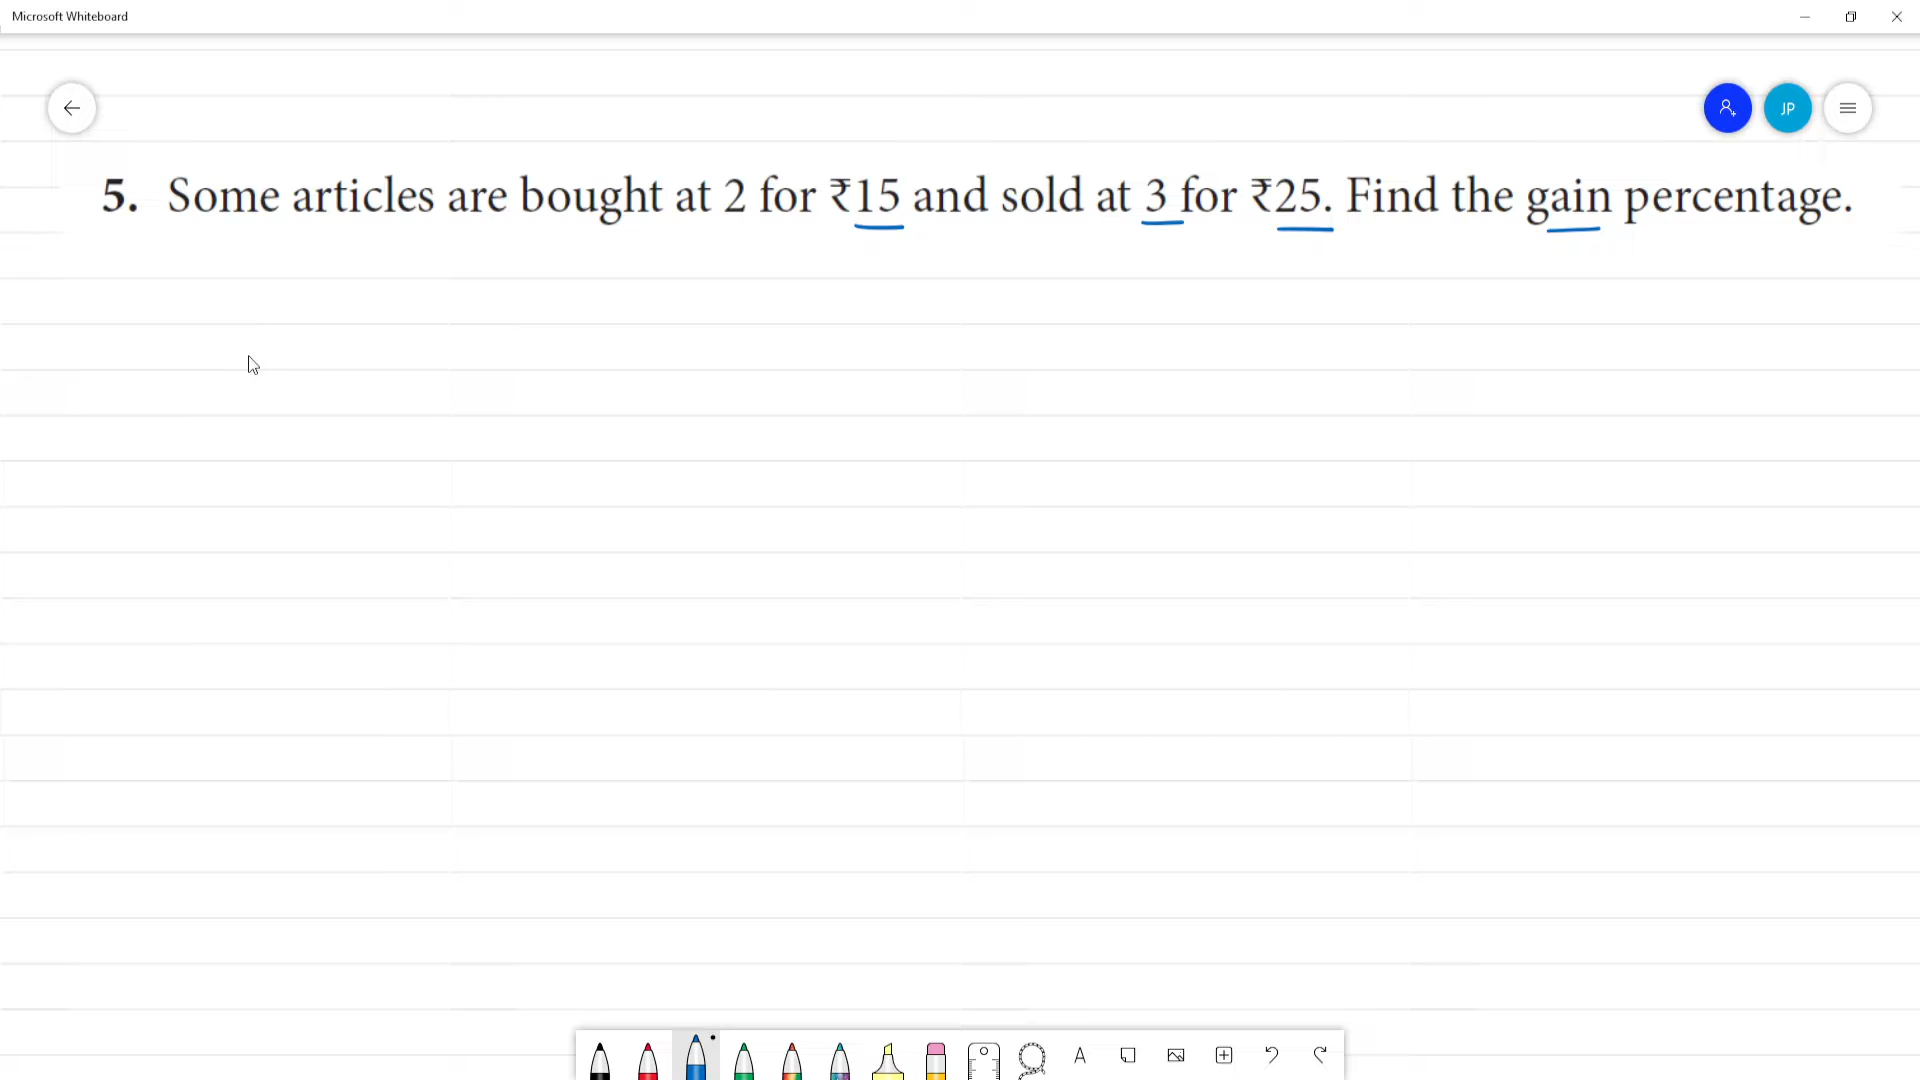 Microsoft Whiteboard
JP
5. Some articles are bought at 2 for ₹15 and sold at 3 for ₹25. Find the gain percentage.
A